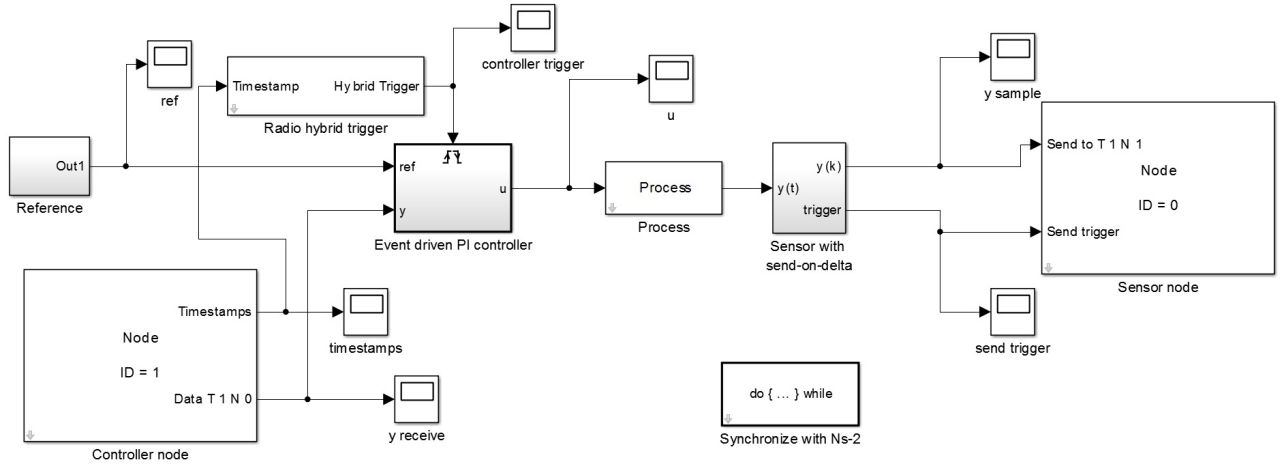 controller trigger
ref
Timestamp
Hybrid Trigger
Radio hybrid trigger
u
y sample
Out1
Reference
ref
y
u
Event driven PI controller
Process
Process
y(t)
y(k)
trigger
Sensor with
send-on-delta
Send to T 1 N 1
Node
ID = 0
Send trigger
Sensor node
Timestamps
Node
ID = 1
Data T 1 N 0
Controller node
timestamps
y receive
send trigger
do { ... } while
Synchronize with Ns-2